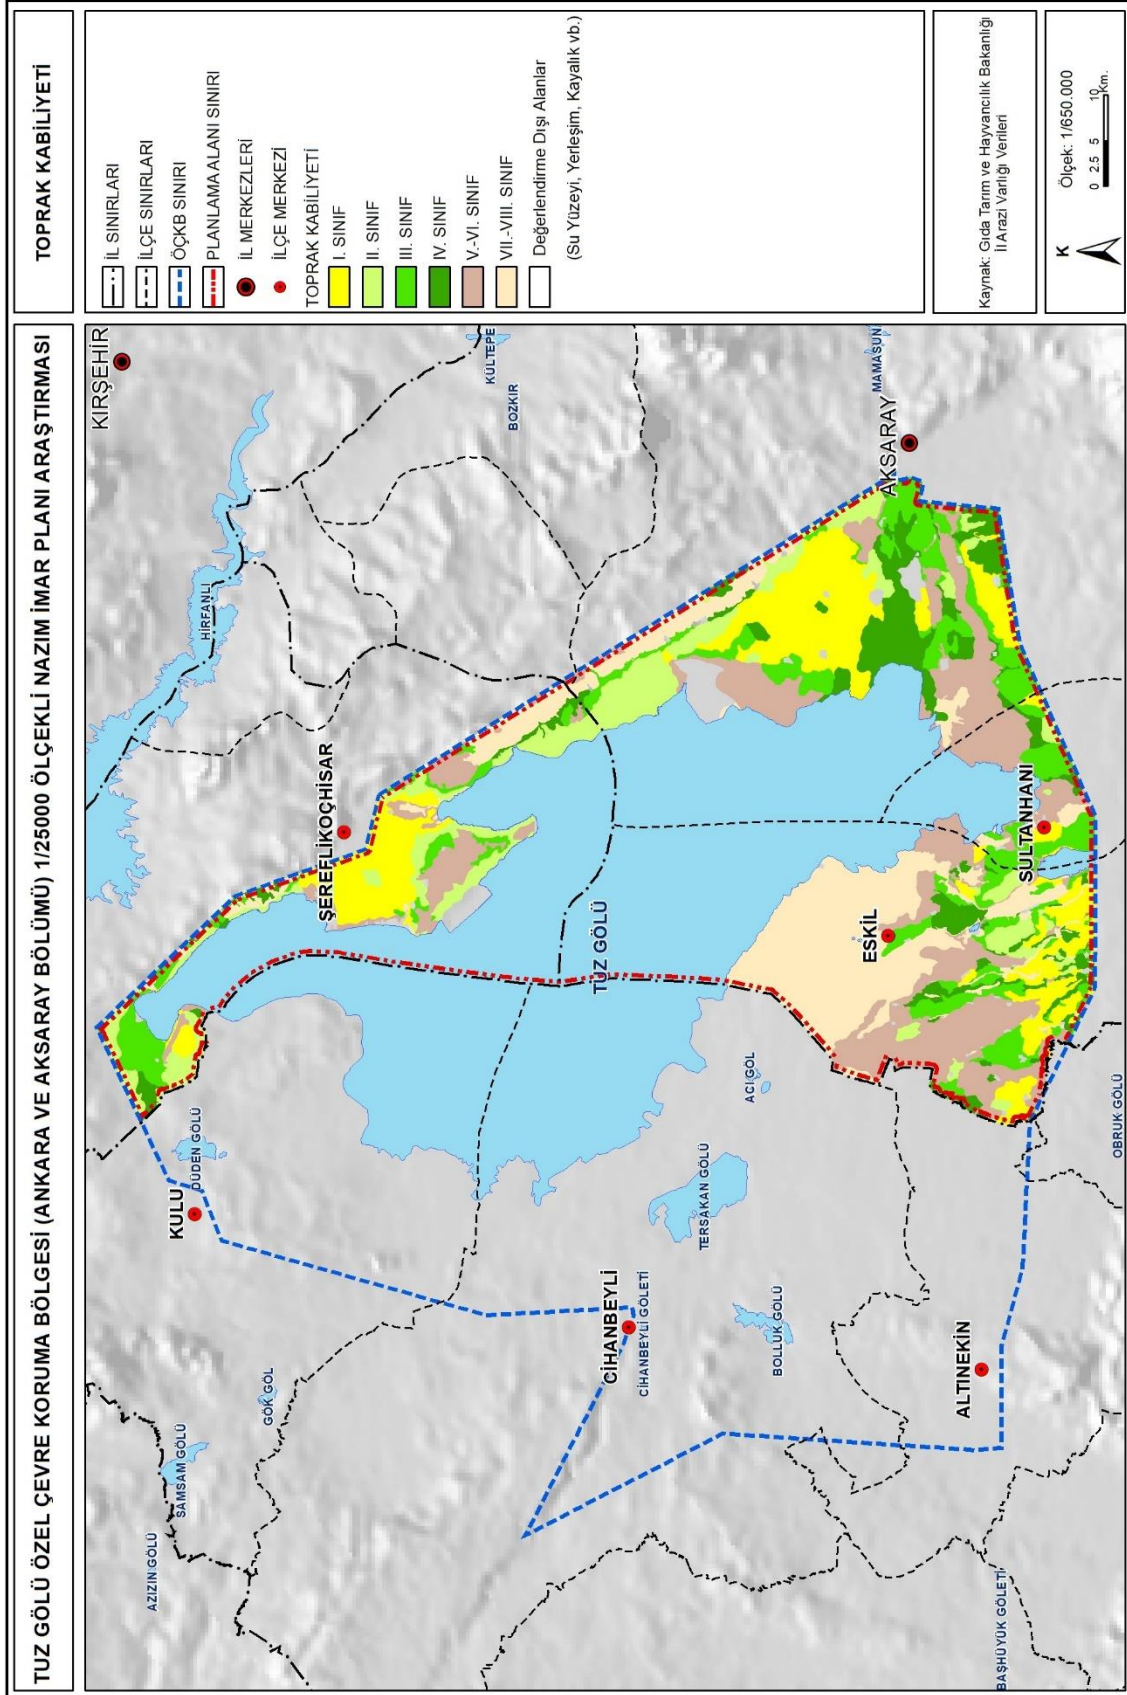 TUZ GÖLÜ ÖZEL ÇEVRE KORUMA BÖLGESİ (ANKARA VE AKSARAY BÖLÜMÜ) 1/25000 ÖLÇEKLİ NAZIM İMAR PLANI ARAŞTIRMASI
TOPRAK KABİLİYETİ
AZIZIN GÖLÜ
SAMSAM GÖLÜ
GÖK GÖL
KULU
DÜDEN GÖLÜ
HİRFANLI
KIRŞEHİR
ŞEREFLİKOÇHİSAR
KÜLTEPE
BOZKIR
CİHANBEYLİ
CİHANBEYLİ GÖLETİ
TERSAKAN GÖLÜ
BOLLUK GÖLÜ
ACIGÖL
TUZ GÖLÜ
ESKİL
AKSARAY
MAMASUN
ALTINEKİN
SULTANHANI
BAŞHÜYÜK GÖLETİ
OBRUK GÖLÜ
İL SINIRLARI
İLÇE SINIRLARI
ÖÇKB SINIRI
PLANLAMA ALANI SINIRI
İL MERKEZLERİ
İLÇE MERKEZİ
TOPRAK KABİLİYETİ
I. SINIF
II. SINIF
III. SINIF
IV. SINIF
V.-VI. SINIF
VII.-VIII. SINIF
Değerlendirme Dışı Alanlar
(Su Yüzeyi, Yerleşim, Kayalık vb.)
Kaynak: Gıda Tarım ve Hayvancılık Bakanlığı
İl Arazi Varlığı Verileri
K
Ölçek: 1/650.000
0 2.5 5 10
Km.